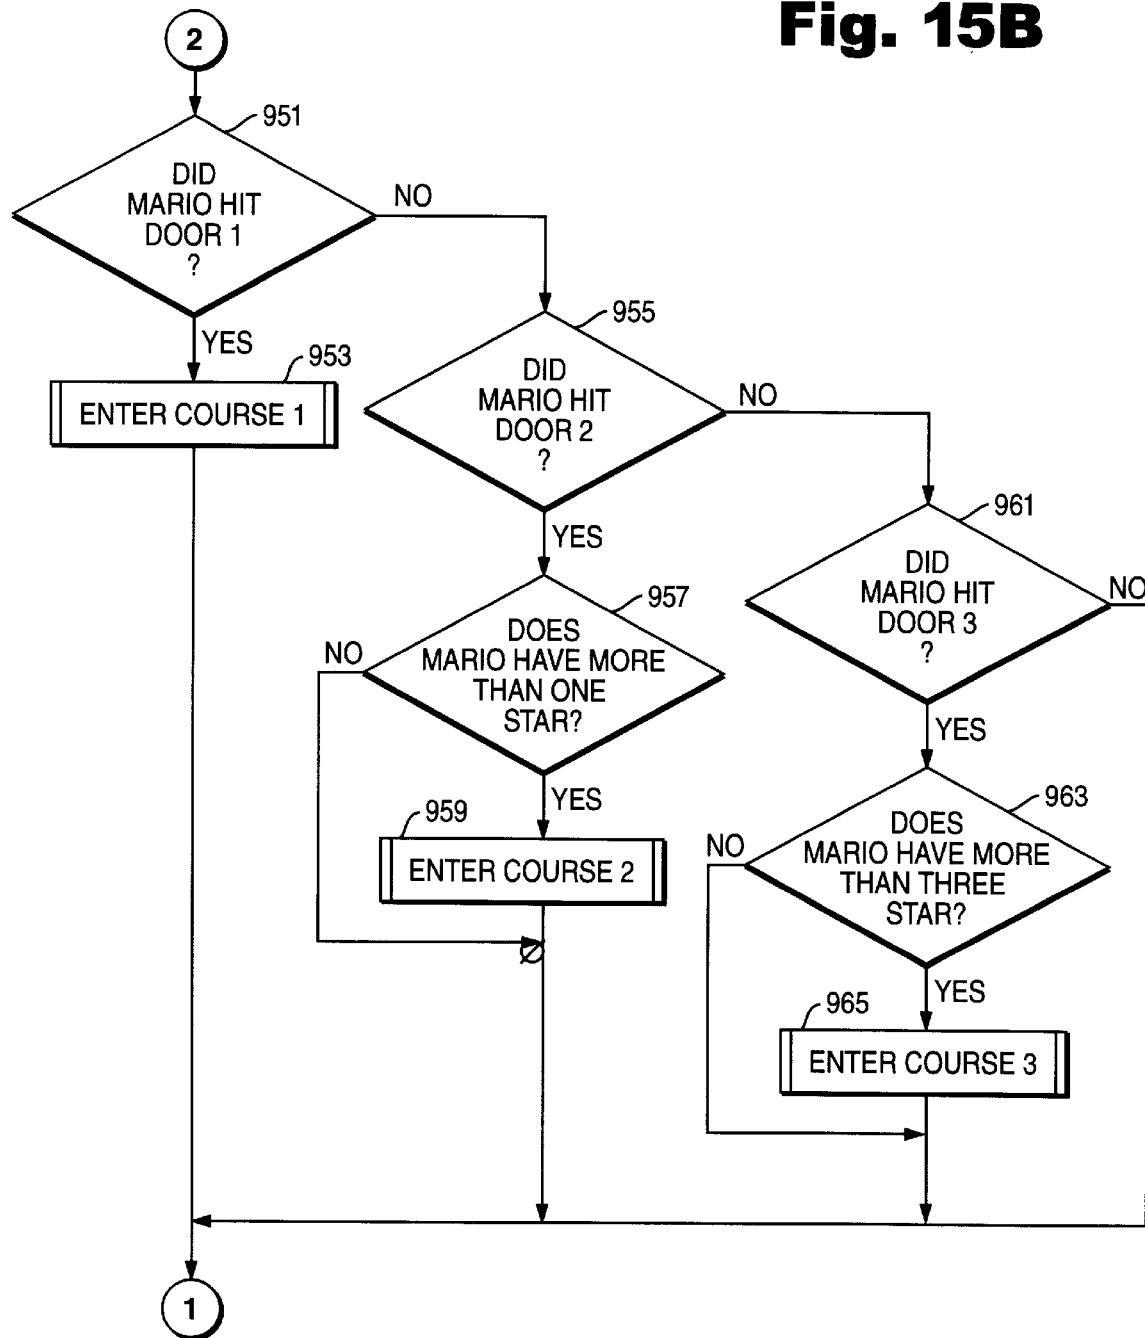 Fig. 15B
2
951
DID
MARIO HIT
DOOR 1
?
NO
YES
953
ENTER COURSE 1
955
DID
MARIO HIT
DOOR 2
?
NO
YES
957
DOES
MARIO HAVE MORE
THAN ONE
STAR?
NO
YES
959
ENTER COURSE 2
961
DID
MARIO HIT
DOOR 3
?
NO
YES
963
DOES
MARIO HAVE MORE
THAN THREE
STAR?
NO
YES
965
ENTER COURSE 3
1